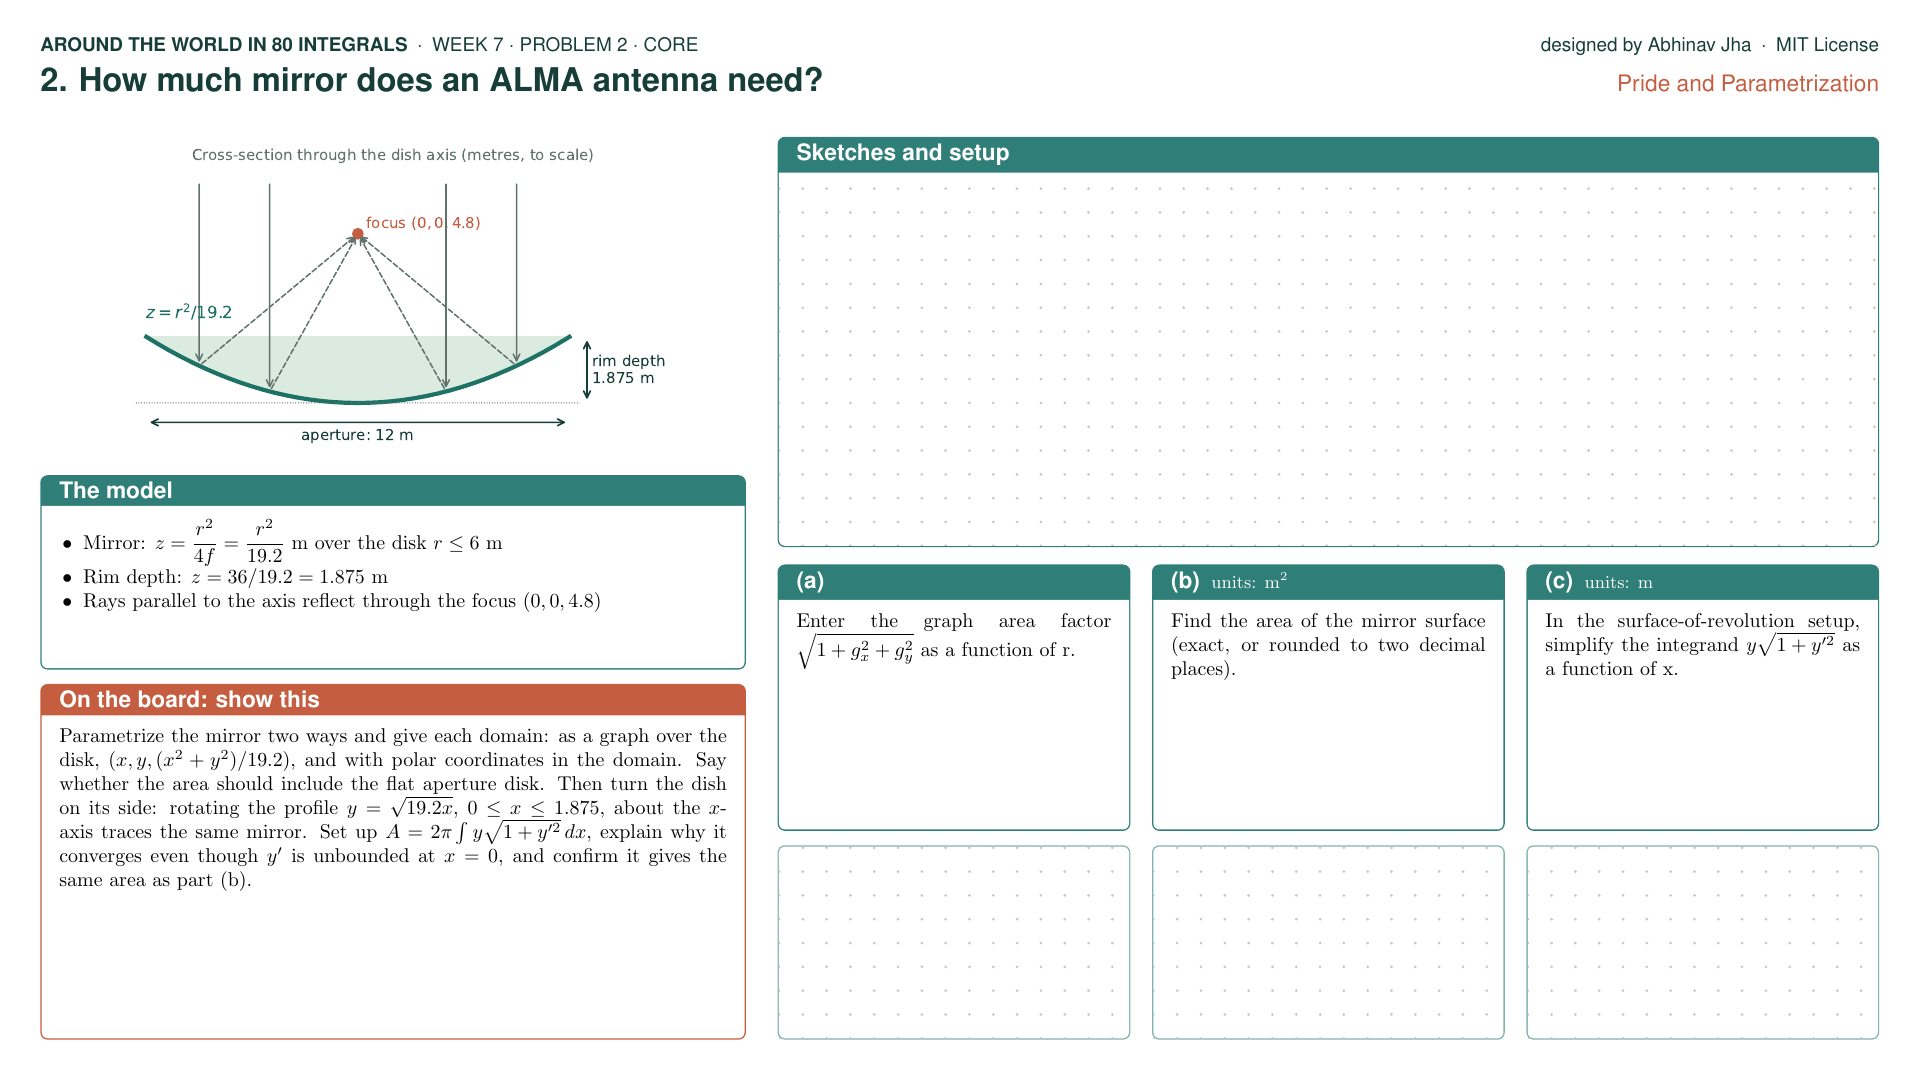 AROUND THE WORLD IN 80 INTEGRALS · WEEK 7 · PROBLEM 2 · CORE
designed by Abhinav Jha · MIT License
2. How much mirror does an ALMA antenna need?
Pride and Parametrization
Cross-section through the dish axis (metres, to scale)
focus (0, 0, 4.8)
z = r²/19.2
rim depth
1.875 m
aperture: 12 m
The model
• Mirror: z = r²/4f = r²/19.2 m over the disk r ≤ 6 m
• Rim depth: z = 36/19.2 = 1.875 m
• Rays parallel to the axis reflect through the focus (0, 0, 4.8)
On the board: show this
Parametrize the mirror two ways and give each domain: as a graph over the
disk, (x, y, (x² + y²)/19.2), and with polar coordinates in the domain. Say
whether the area should include the flat aperture disk. Then turn the dish
on its side: rotating the profile y = √(19.2x), 0 ≤ x ≤ 1.875, about the x-
axis traces the same mirror. Set up A = 2π ∫ y√(1 + y′²) dx, explain why it
converges even though y′ is unbounded at x = 0, and confirm it gives the
same area as part (b).
Sketches and setup
(a)
Enter the graph area factor
√(1 + g_x² + g_y²) as a function of r.
(b) units: m²
Find the area of the mirror surface
(exact, or rounded to two decimal
places).
(c) units: m
In the surface-of-revolution setup,
simplify the integrand y√(1 + y′²) as
a function of x.